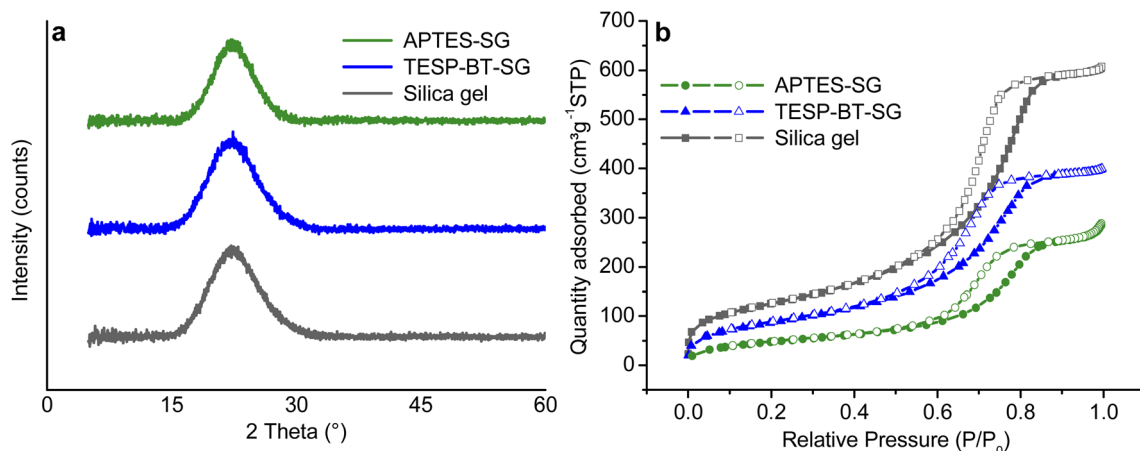 a
APTES-SG
TESP-BT-SG
Silica gel
Intensity (counts)
0
15
30
45
60
2 Theta (°)
b
APTES-SG
TESP-BT-SG
Silica gel
Quantity adsorbed (cm³g⁻¹STP)
700
600
500
400
300
200
100
0
0.0
0.2
0.4
0.6
0.8
1.0
Relative Pressure (P/P₀)